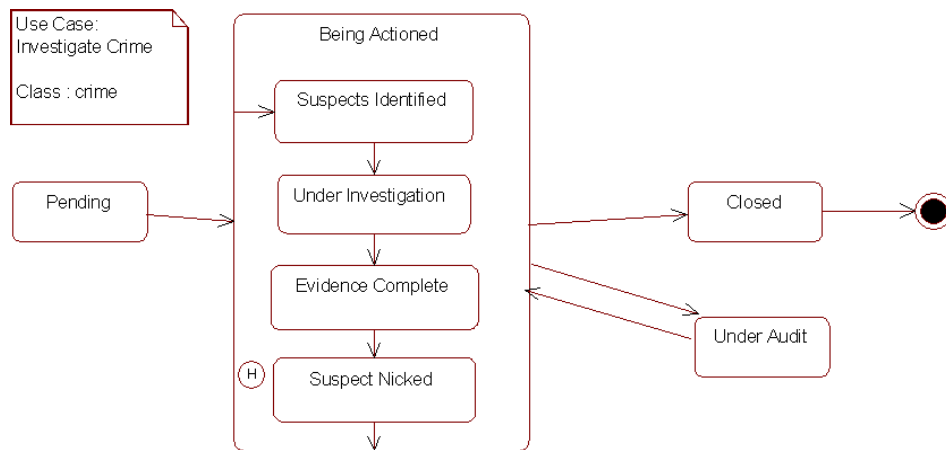 Use Case:
Investigate Crime
Class : crime
Being Actioned
Suspects Identified
Pending
Under Investigation
Closed
Evidence Complete
Under Audit
H
Suspect Nicked